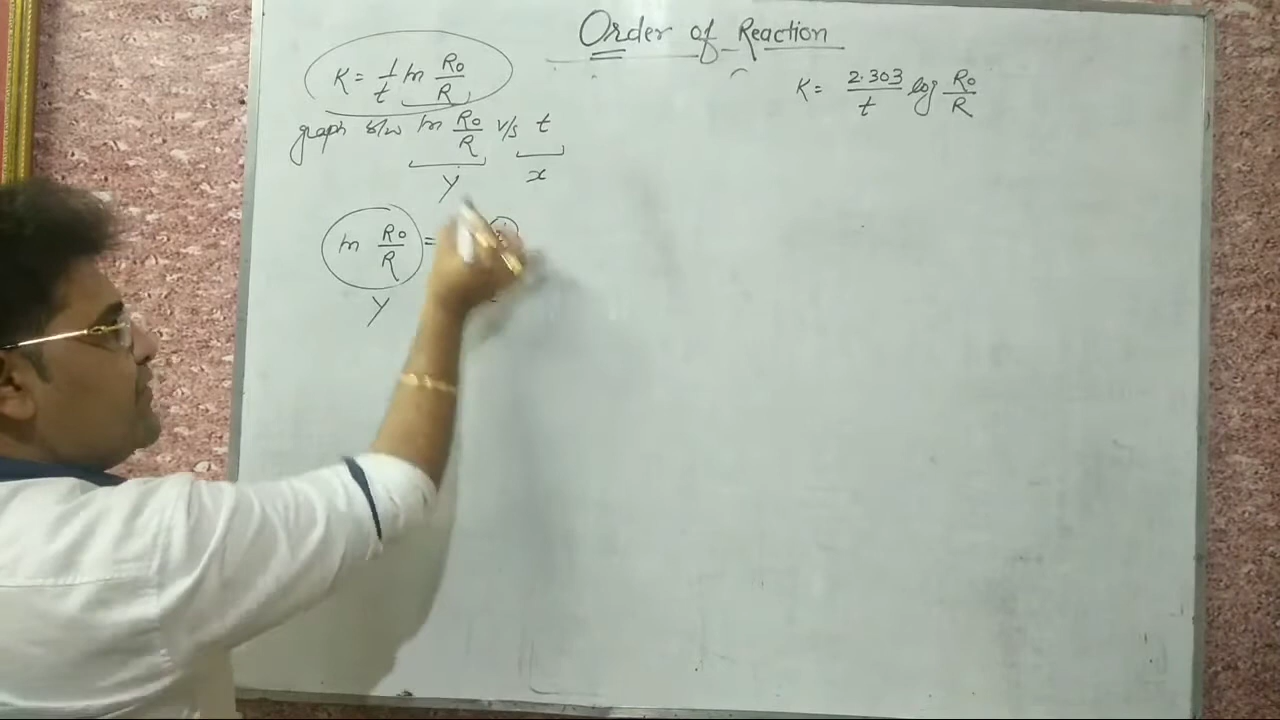 Order of Reaction
K = 1/t ln R₀/R
K = 2.303/t log R₀/R
graph b/w ln R₀/R v/s t
y x
ln R₀/R =
y